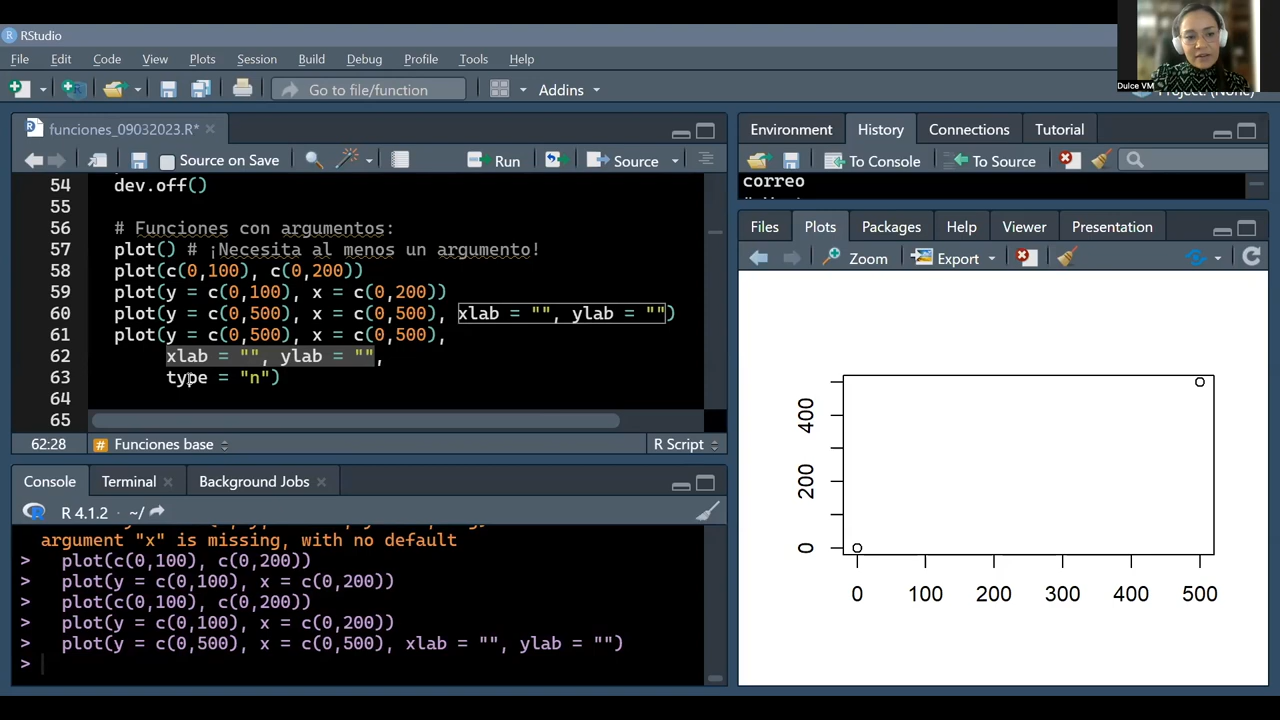 RStudio
File Edit Code View Plots Session Build Debug Profile Tools Help
Go to file/function Addins
Dulce VM
funciones_09032023.R*
Source on Save Run Source
54 dev.off()
55
56 # Funciones con argumentos:
57 plot() # ¡Necesita al menos un argumento!
58 plot(c(0,100), c(0,200))
59 plot(y = c(0,100), x = c(0,200))
60 plot(y = c(0,500), x = c(0,500), xlab = "", ylab = "")
61 plot(y = c(0,500), x = c(0,500),
62 xlab = "", ylab = "",
63 type = "n")
64
65
62:28 # Funciones base R Script
Console Terminal Background Jobs
R 4.1.2 · ~/
argument "x" is missing, with no default
> plot(c(0,100), c(0,200))
> plot(y = c(0,100), x = c(0,200))
> plot(c(0,100), c(0,200))
> plot(y = c(0,100), x = c(0,200))
> plot(y = c(0,500), x = c(0,500), xlab = "", ylab = "")
>
Environment History Connections Tutorial
To Console To Source
correo
Files Plots Packages Help Viewer Presentation
Zoom Export
0 200 400
0 100 200 300 400 500